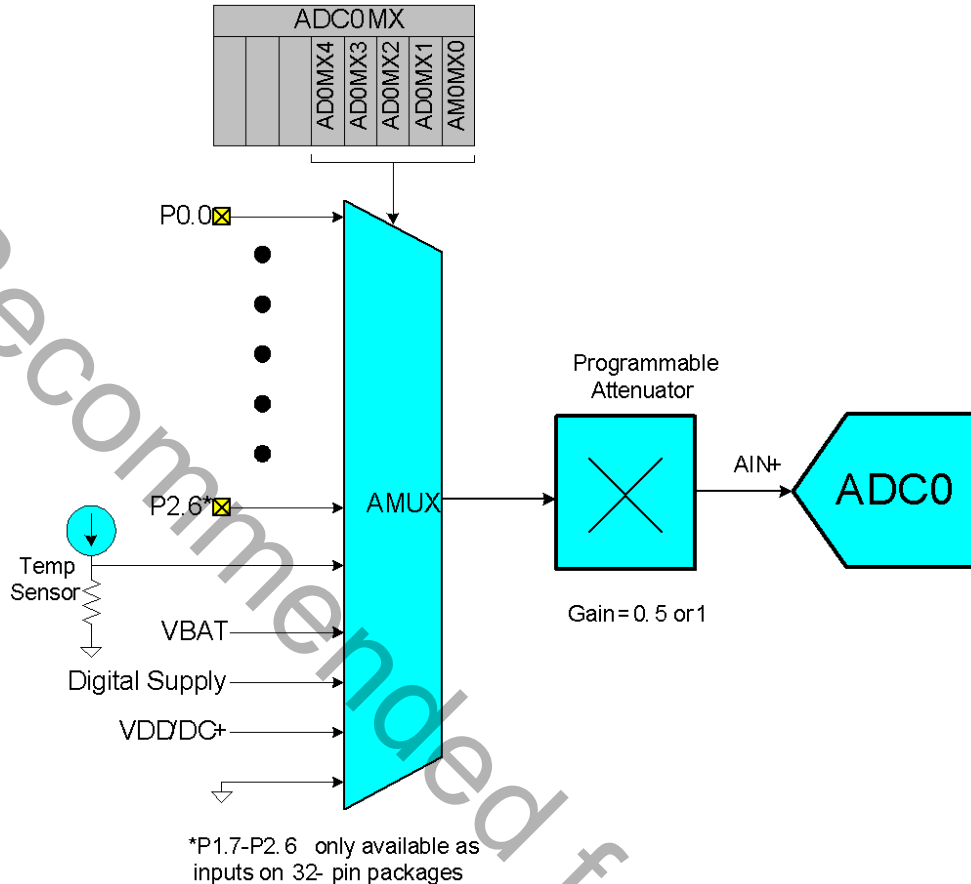 ADC0MX
AD0MX4
AD0MX3
AD0MX2
AD0MX1
AM0MX0
P0.0
Programmable
Attenuator
P2.6*
AMUX
AIN+
ADC0
Temp
Sensor
Gain=0.5 or1
VBAT
Digital Supply
VDD/DC+
*P1.7-P2.6 only available as
inputs on 32- pin packages
Recommended f